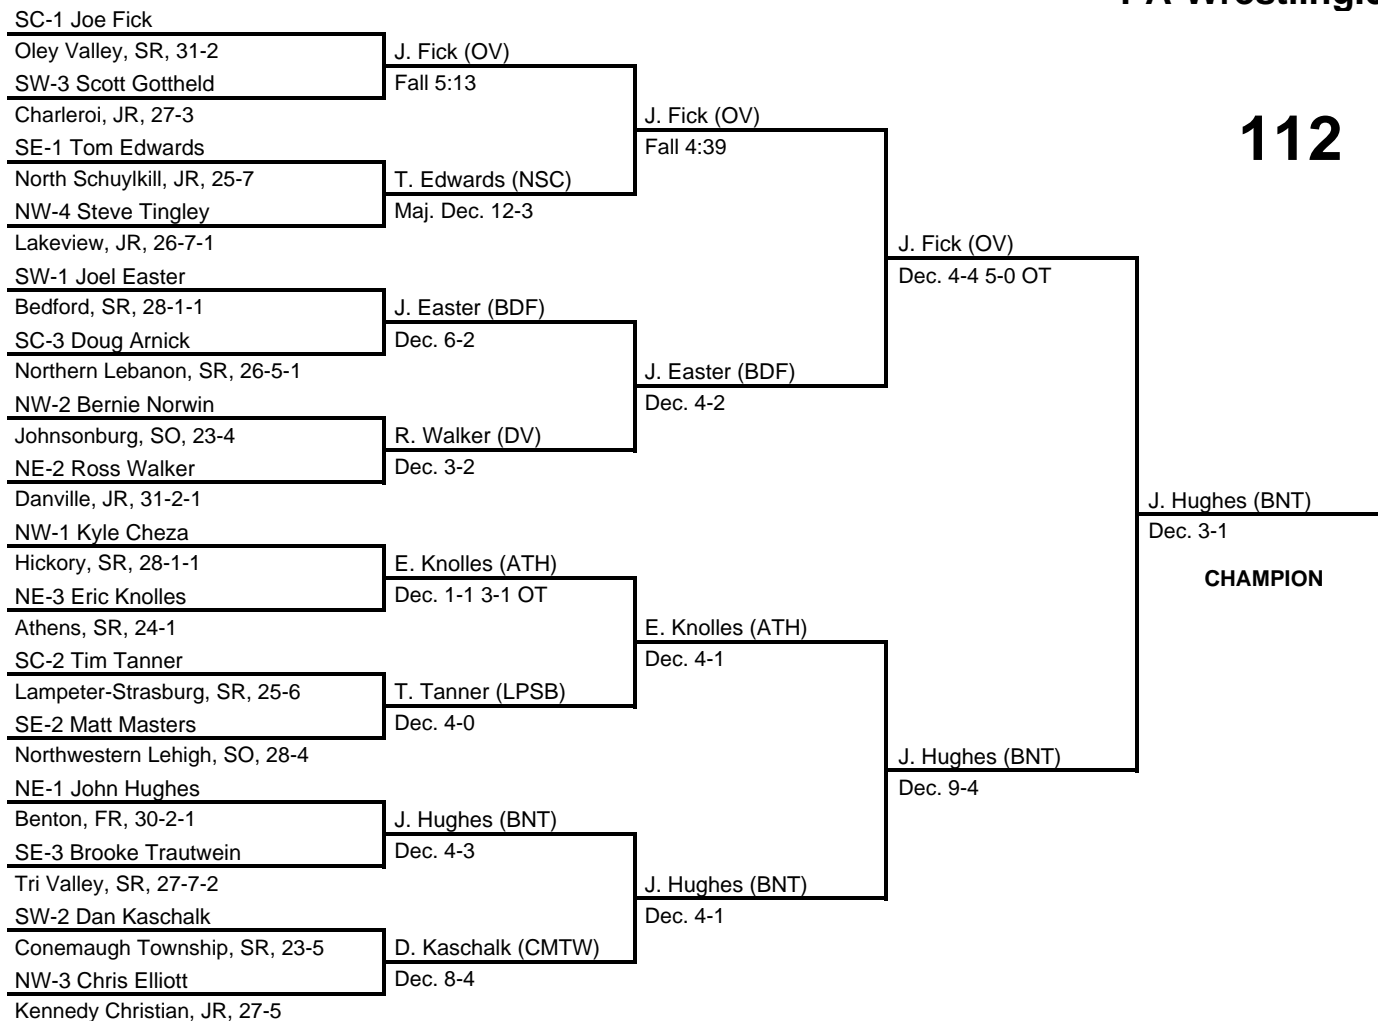 SC-1 Joe Fick
Oley Valley, SR, 31-2
SW-3 Scott Gottheld
Charleroi, JR, 27-3
SE-1 Tom Edwards
North Schuylkill, JR, 25-7
NW-4 Steve Tingley
Lakeview, JR, 26-7-1
SW-1 Joel Easter
Bedford, SR, 28-1-1
SC-3 Doug Arnick
Northern Lebanon, SR, 26-5-1
NW-2 Bernie Norwin
Johnsonburg, SO, 23-4
NE-2 Ross Walker
Danville, JR, 31-2-1
NW-1 Kyle Cheza
Hickory, SR, 28-1-1
NE-3 Eric Knolles
Athens, SR, 24-1
SC-2 Tim Tanner
Lampeter-Strasburg, SR, 25-6
SE-2 Matt Masters
Northwestern Lehigh, SO, 28-4
NE-1 John Hughes
Benton, FR, 30-2-1
SE-3 Brooke Trautwein
Tri Valley, SR, 27-7-2
SW-2 Dan Kaschalk
Conemaugh Township, SR, 23-5
NW-3 Chris Elliott
Kennedy Christian, JR, 27-5
J. Fick (OV)
Fall 5:13
T. Edwards (NSC)
Maj. Dec. 12-3
J. Easter (BDF)
Dec. 6-2
R. Walker (DV)
Dec. 3-2
E. Knolles (ATH)
Dec. 1-1 3-1 OT
T. Tanner (LPSB)
Dec. 4-0
J. Hughes (BNT)
Dec. 4-3
D. Kaschalk (CMTW)
Dec. 8-4
J. Fick (OV)
Fall 4:39
J. Easter (BDF)
Dec. 4-2
E. Knolles (ATH)
Dec. 4-1
J. Hughes (BNT)
Dec. 4-1
J. Fick (OV)
Dec. 4-4 5-0 OT
J. Hughes (BNT)
Dec. 9-4
112
J. Hughes (BNT)
Dec. 3-1
CHAMPION